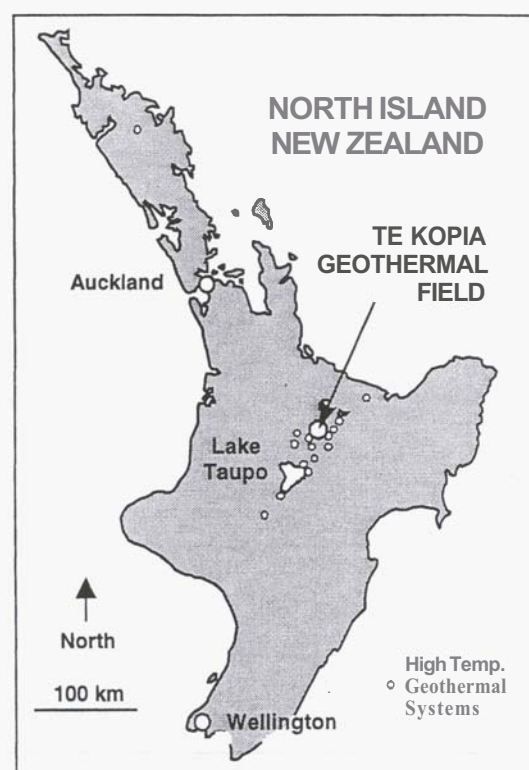 NORTH ISLAND
NEW ZEALAND
TE KOPIA
GEOTHERMAL
FIELD
Auckland
Lake
Taupo
North
100 km
Wellington
High Temp.
Geothermal
Systems